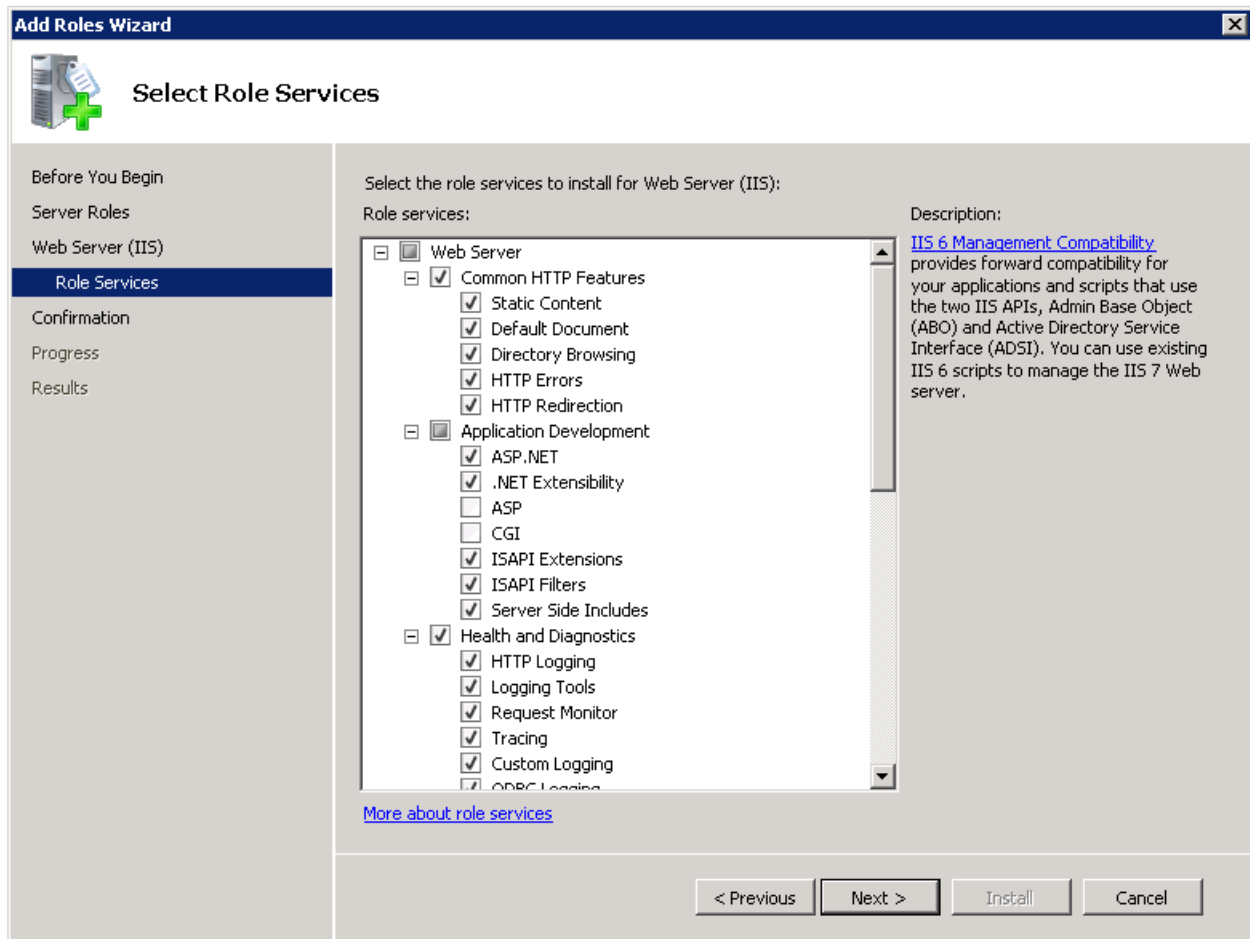 Add Roles Wizard
Select Role Services
Before You Begin
Server Roles
Web Server (IIS)
Role Services
Confirmation
Progress
Results
Select the role services to install for Web Server (IIS):
Role services:
Web Server
Common HTTP Features
Static Content
Default Document
Directory Browsing
HTTP Errors
HTTP Redirection
Application Development
ASP.NET
.NET Extensibility
ASP
CGI
ISAPI Extensions
ISAPI Filters
Server Side Includes
Health and Diagnostics
HTTP Logging
Logging Tools
Request Monitor
Tracing
Custom Logging
ODBC Logging
More about role services
Description:
IIS 6 Management Compatibility
provides forward compatibility for
your applications and scripts that use
the two IIS APIs, Admin Base Object
(ABO) and Active Directory Service
Interface (ADSI). You can use existing
IIS 6 scripts to manage the IIS 7 Web
server.
< Previous
Next >
Install
Cancel